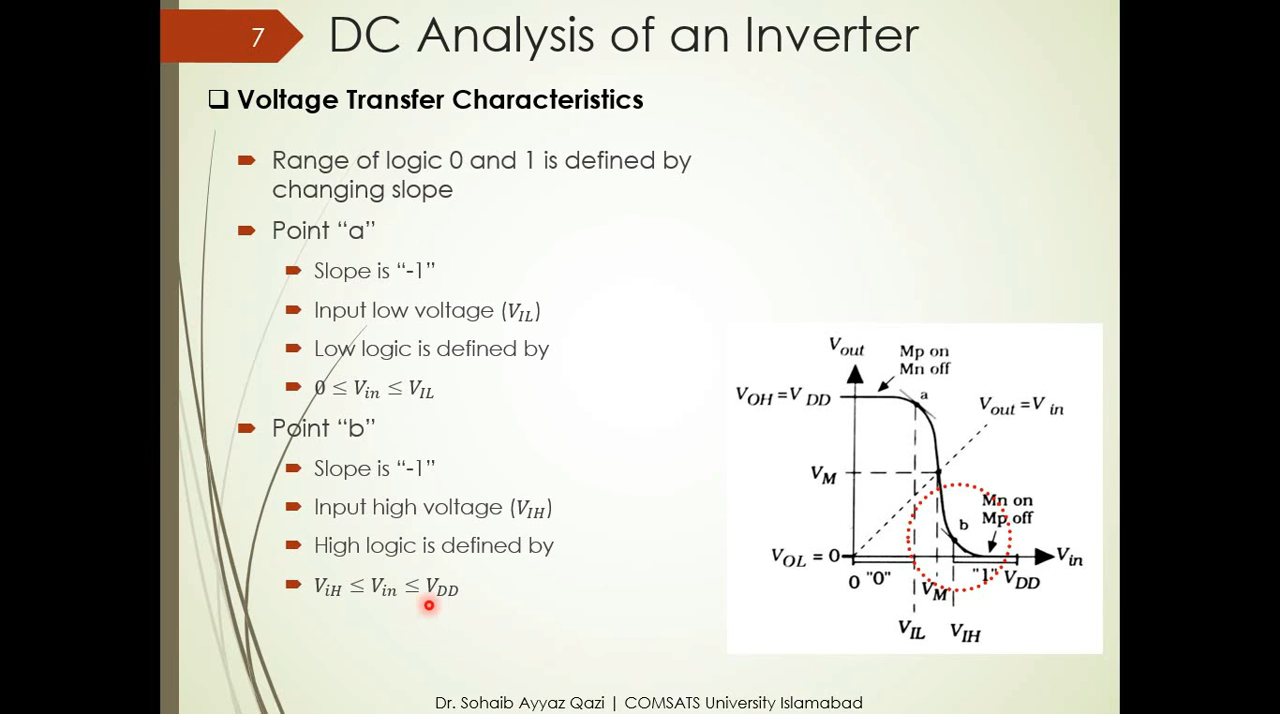 7
DC Analysis of an Inverter
Voltage Transfer Characteristics
Range of logic 0 and 1 is defined by
changing slope
Point “a”
Slope is “-1”
Input low voltage (V_IL)
Low logic is defined by
0 ≤ V_in ≤ V_IL
Point “b”
Slope is “-1”
Input high voltage (V_IH)
High logic is defined by
V_iH ≤ V_in ≤ V_DD
V_out
Mp on
Mn off
V_OH = V_DD
a
V_out = V_in
V_M
Mn on
Mp off
b
V_OL = 0
V_in
0 "0"
V_M
"1"
V_DD
V_IL
V_IH
Dr. Sohaib Ayyaz Qazi | COMSATS University Islamabad